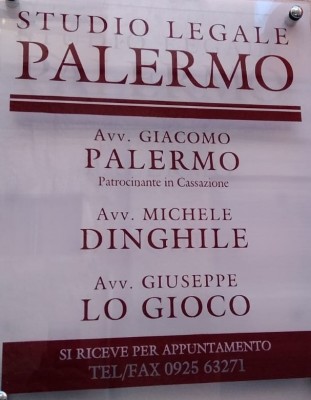 STUDIO LEGALE
PALERMO
Avv. GIACOMO
PALERMO
Patrocinante in Cassazione
Avv. MICHELE
DINGHILE
Avv. GIUSEPPE
LO GIOCO
SI RICEVE PER APPUNTAMENTO
TEL/FAX 0925 63271